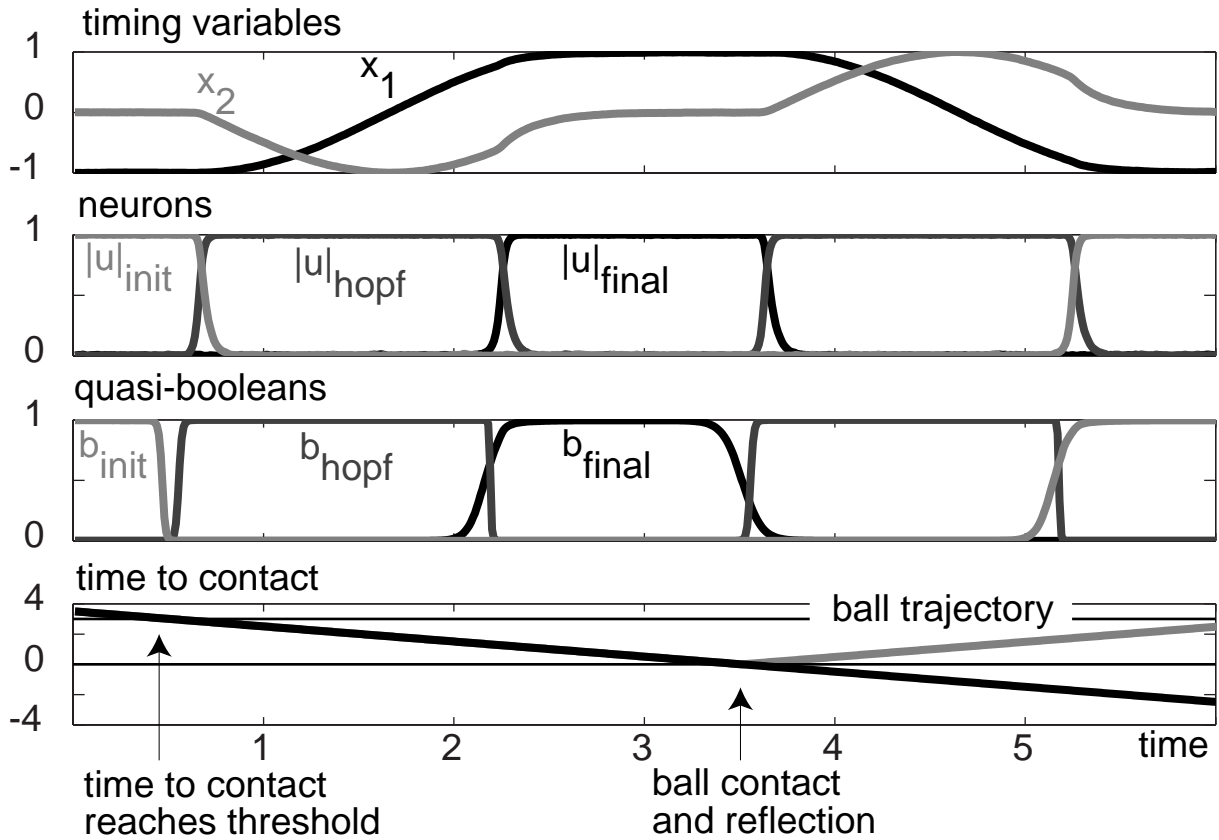 timing variables
1
0
-1
x2
x1
neurons
1
0
|u|init
|u|hopf
|u|final
quasi-booleans
1
0
binit
bhopf
bfinal
time to contact
4
0
-4
ball trajectory
1 2 3 4 5 time
time to contact
reaches threshold
ball contact
and reflection